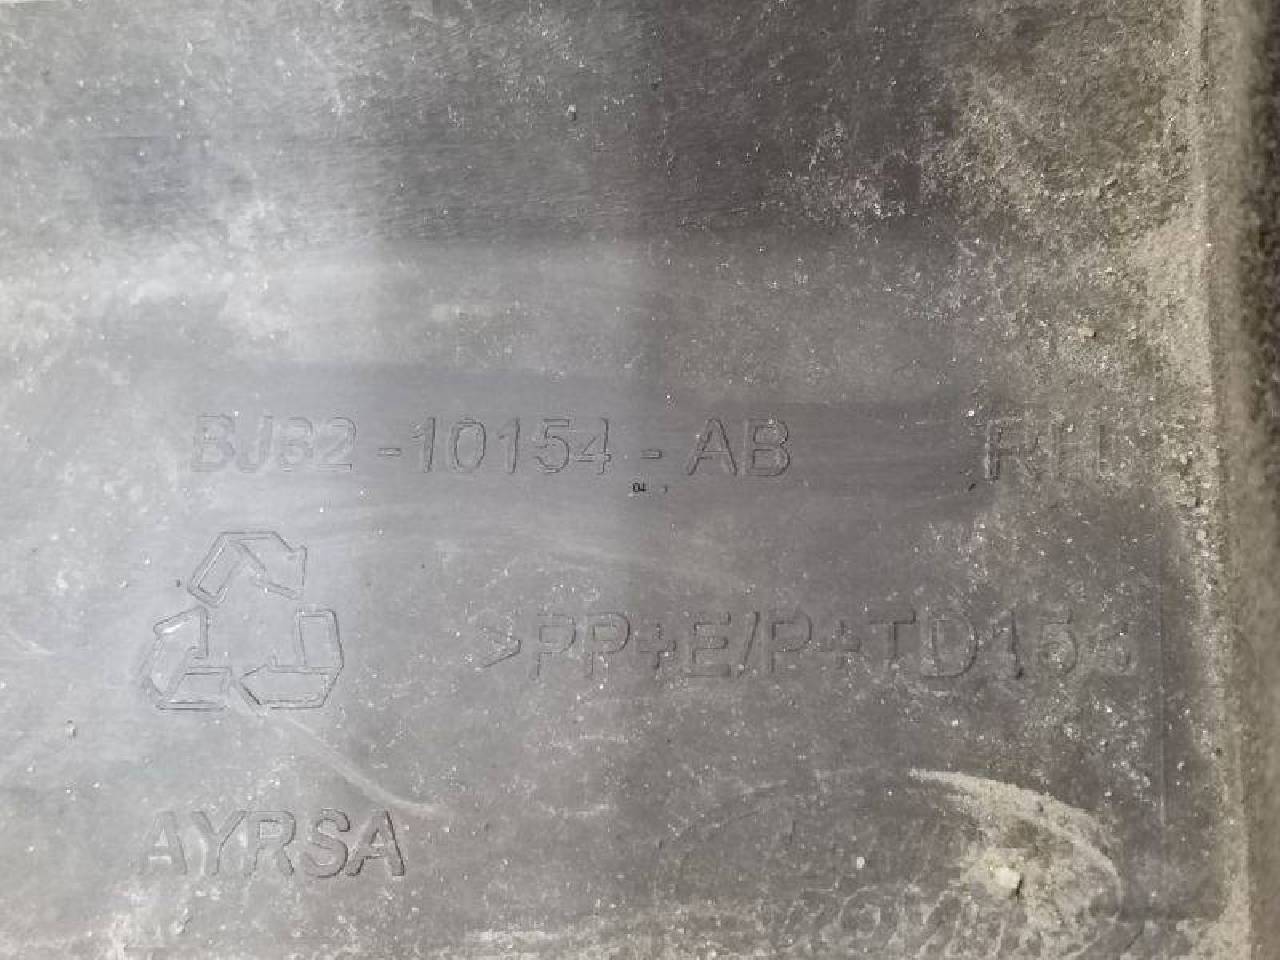 BJ32-10154-AB RH
>PP+E/P+TD15<
AYRSA